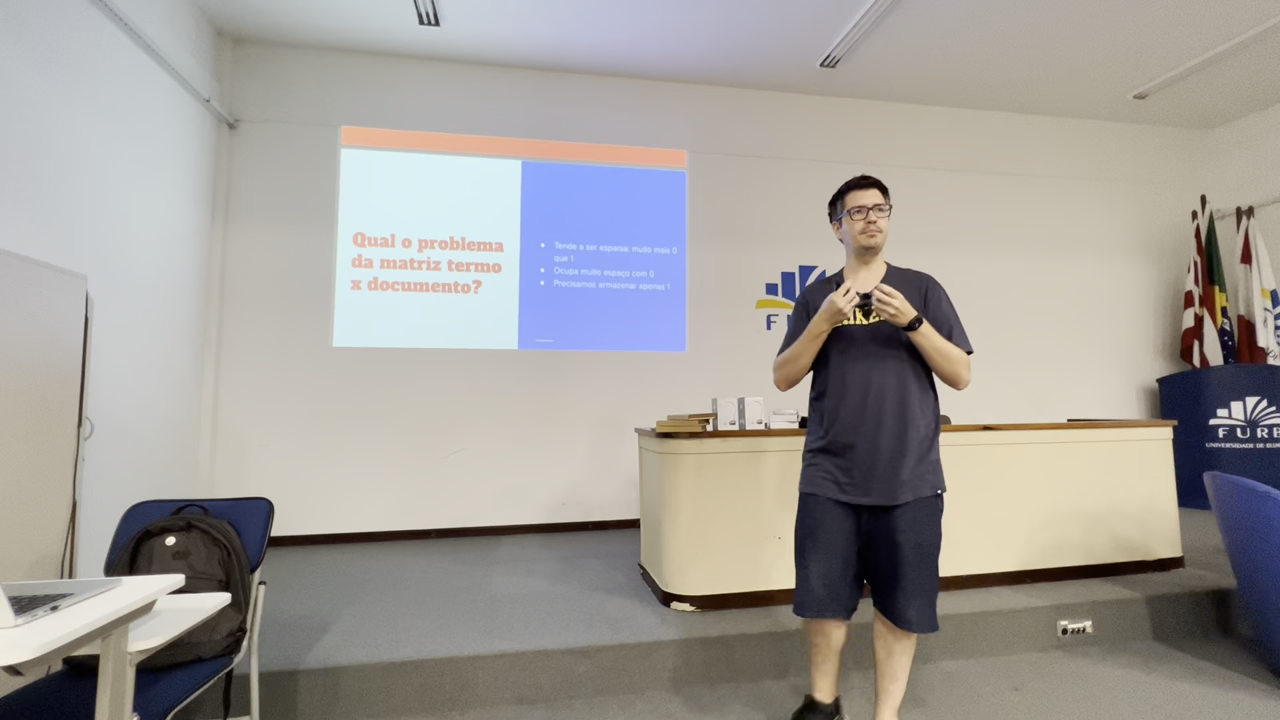 Qual o problema
da matriz termo
x documento?
Tende a ser esparsa: muito mais 0
que 1
Ocupa muito espaço com 0
Precisamos armazenar apenas 1
FURB